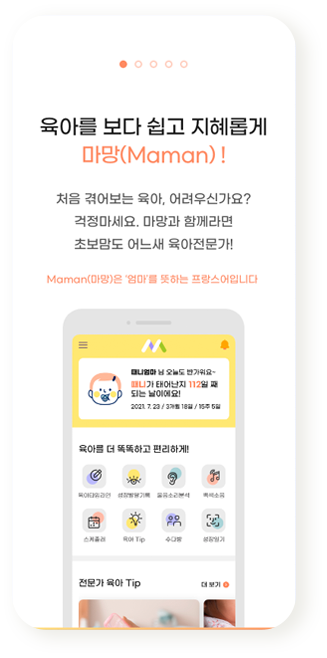 육아를 보다 쉽고 지혜롭게
마망(Maman) !
처음 겪어보는 육아, 어려우신가요?
걱정마세요. 마망과 함께라면
초보맘도 어느새 육아전문가!
Maman(마망)은 '엄마'를 뜻하는 프랑스어입니다
때니엄마 님 오늘도 반가워요~
때니가 태어난지 112일 째
되는 날이에요!
2021. 7. 23 / 3개월 18일 / 15주 5일
육아를 더 똑똑하고 편리하게!
육아타임라인 성장발달기록 울음소리분석 백색소음
스케줄러 육아 Tip 수다방 성장일기
전문가 육아 Tip 더 보기